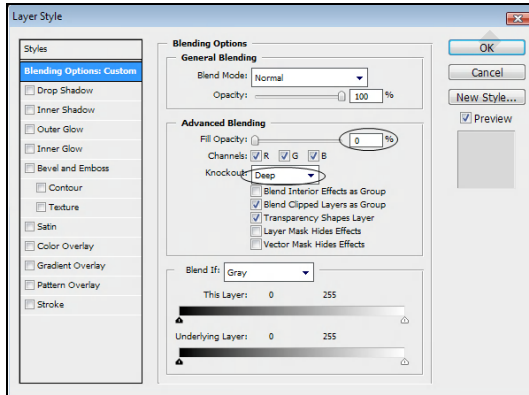 Layer Style
Styles
Blending Options: Custom
Drop Shadow
Inner Shadow
Outer Glow
Inner Glow
Bevel and Emboss
Contour
Texture
Satin
Color Overlay
Gradient Overlay
Pattern Overlay
Stroke
Blending Options
General Blending
Blend Mode: Normal
Opacity: 100 %
Advanced Blending
Fill Opacity: 0 %
Channels: R G B
Knockout: Deep
Blend Interior Effects as Group
Blend Clipped Layers as Group
Transparency Shapes Layer
Layer Mask Hides Effects
Vector Mask Hides Effects
Blend If: Gray
This Layer: 0 255
Underlying Layer: 0 255
OK
Cancel
New Style...
Preview